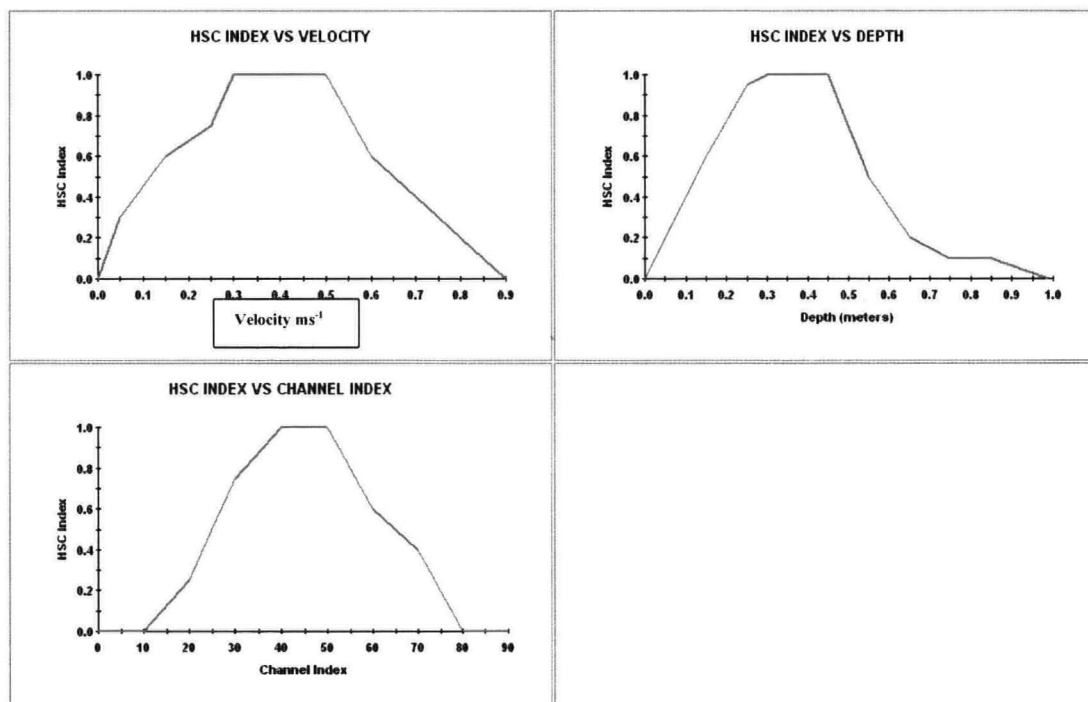 HSC INDEX VS VELOCITY
HSC Index
1.0
0.8
0.6
0.4
0.2
0.0
0.0 0.1 0.2 0.3 0.4 0.5 0.6 0.7 0.8 0.9
Velocity ms-1
HSC INDEX VS DEPTH
HSC Index
1.0
0.8
0.6
0.4
0.2
0.0
0.0 0.1 0.2 0.3 0.4 0.5 0.6 0.7 0.8 0.9 1.0
Depth (meters)
HSC INDEX VS CHANNEL INDEX
HSC Index
1.0
0.8
0.6
0.4
0.2
0.0
0 10 20 30 40 50 60 70 80 90
Channel Index